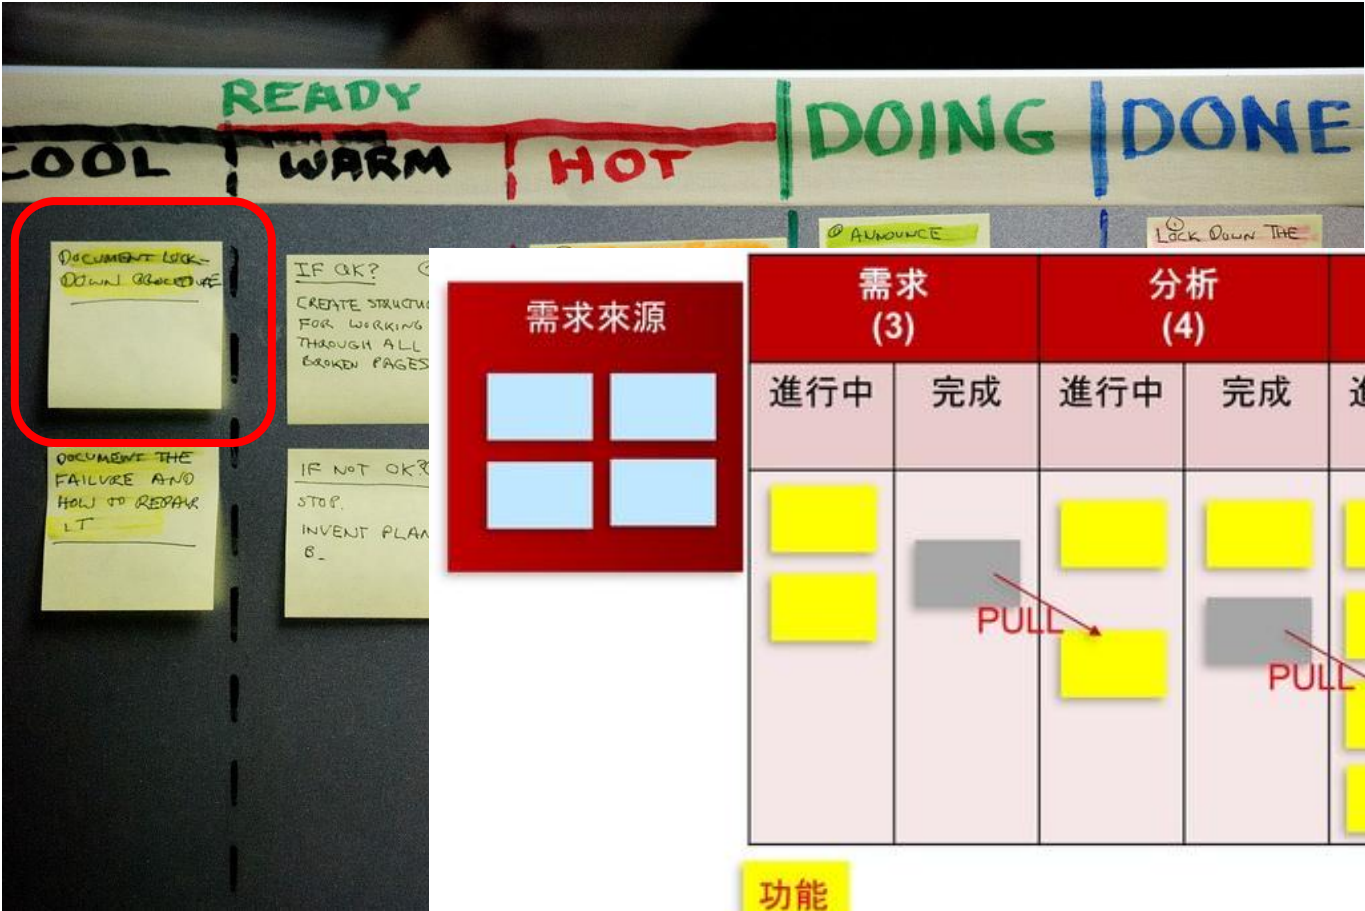 READY
COOL
WARM
HOT
DOING
DONE
DOCUMENT LOCK-
DOWN PROCEDURE
DOCUMENT THE
FAILURE AND
HOW TO REPAIR
IT
IF OK?
CREATE
FOR WORKING
THROUGH ALL
BROKEN PAGES
IF NOT OK?
STOP.
INVENT PLAN
B_
ANNOUNCE
LOCK DOWN THE
需求來源
需求
(3)
分析
(4)
進行中
完成
進行中
完成
PULL
PULL
功能